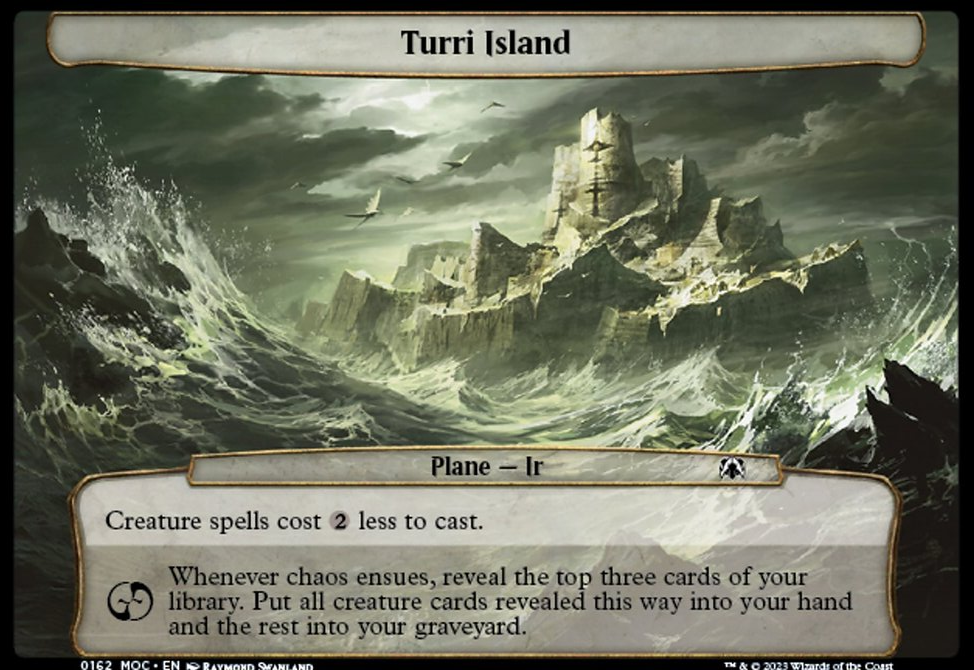 Turri Island
Plane — Ir
Creature spells cost 2 less to cast.
Whenever chaos ensues, reveal the top three cards of your
library. Put all creature cards revealed this way into your hand
and the rest into your graveyard.
0162 MOC • EN Raymond Swanland
™ & © 2023 Wizards of the Coast